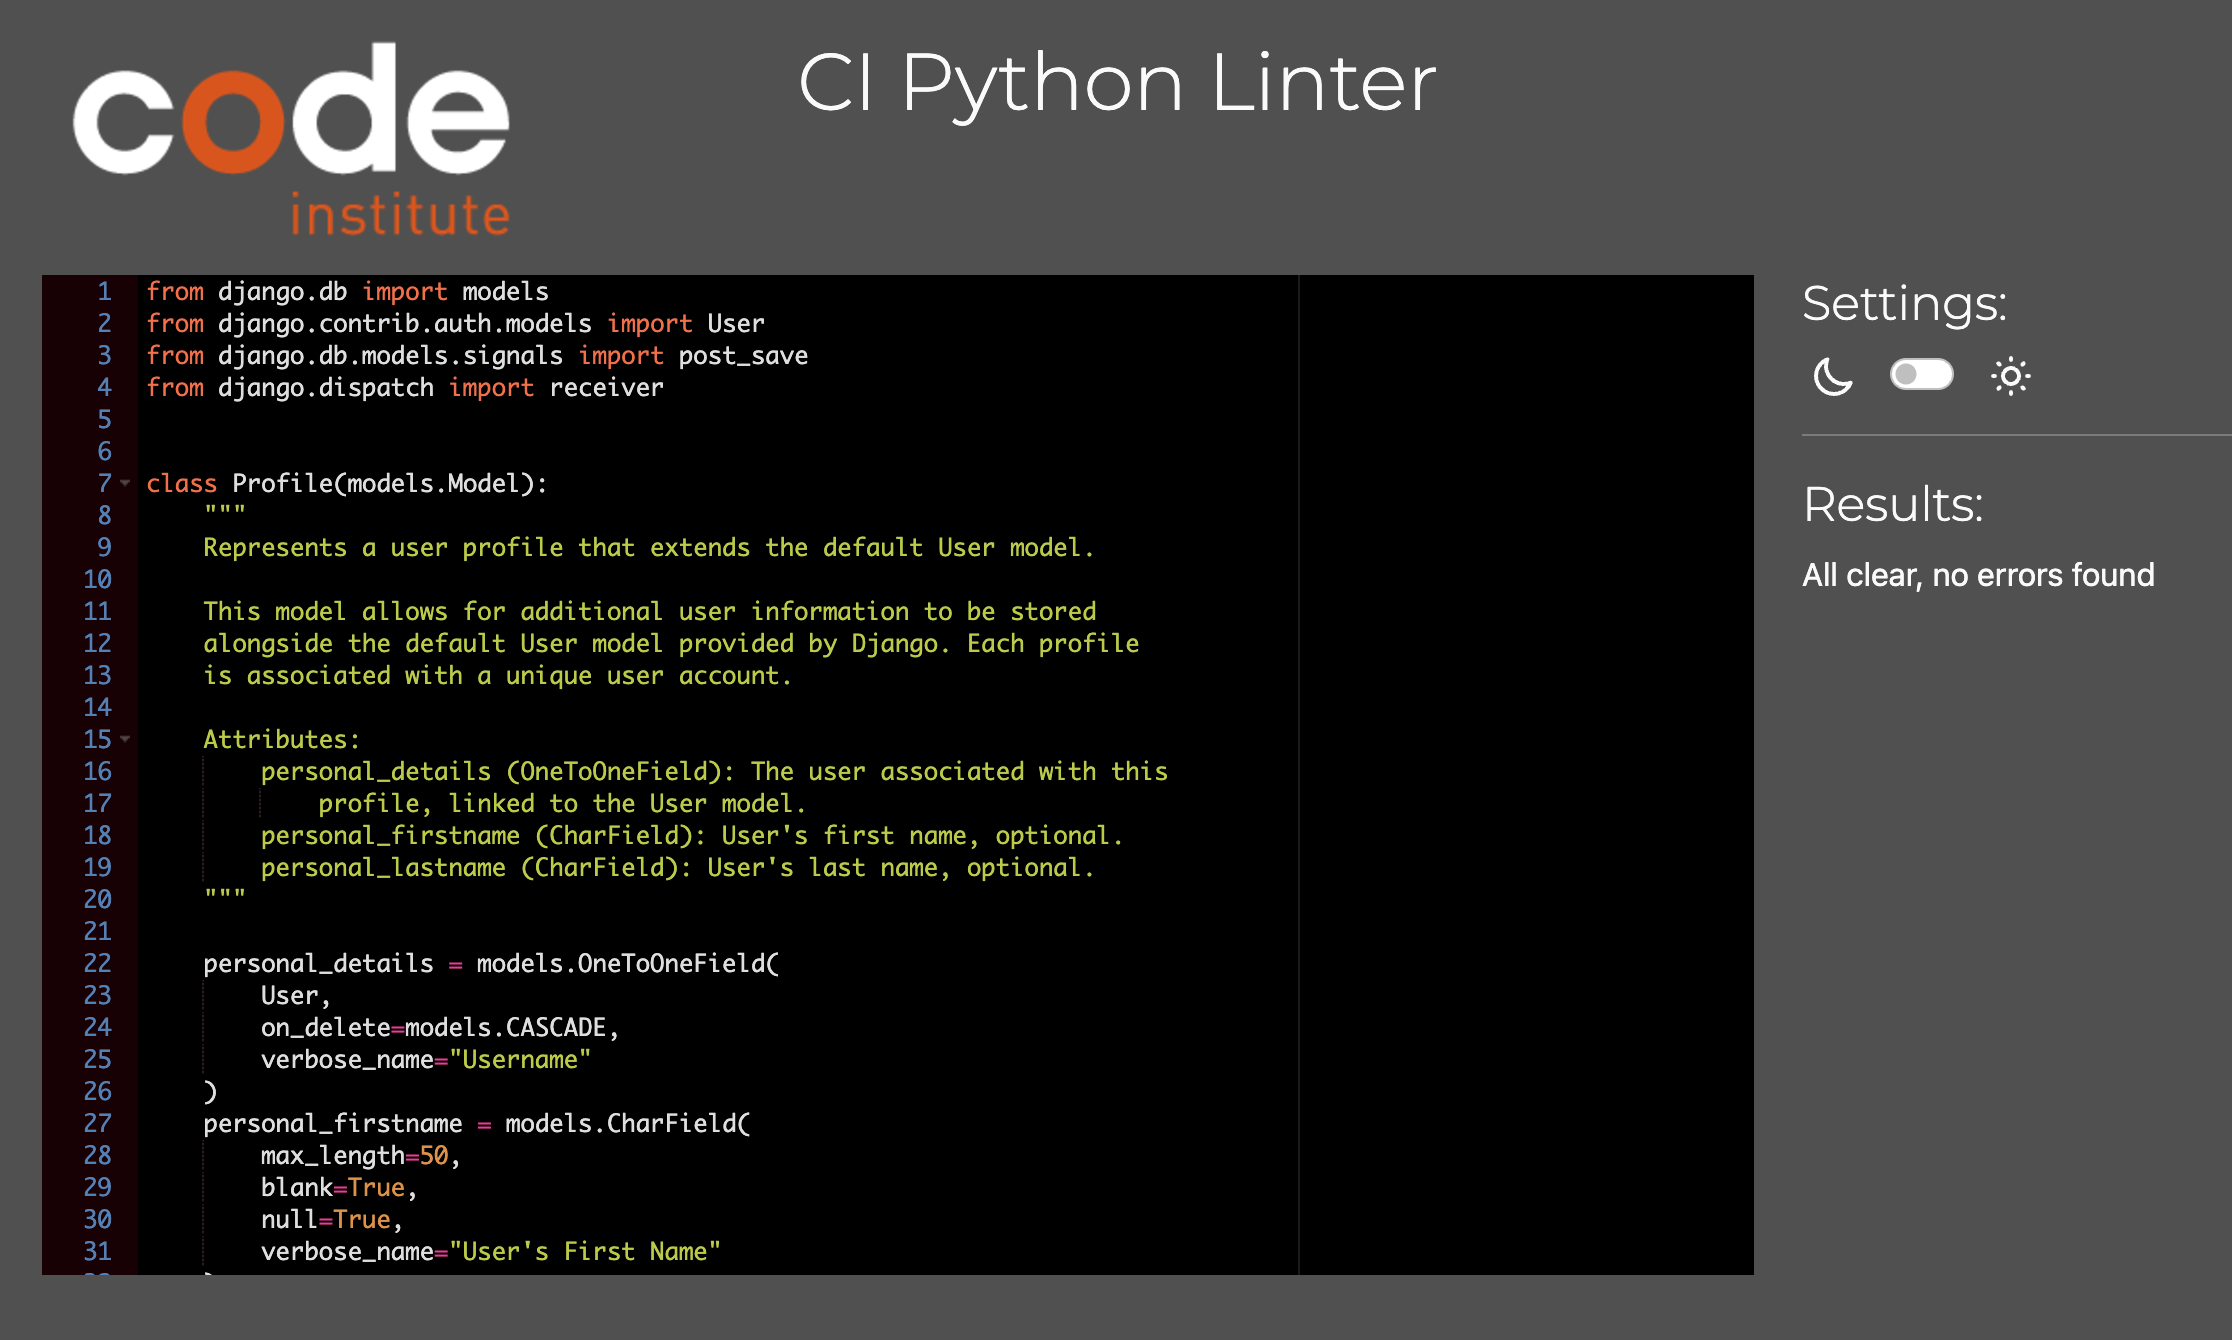 code
institute
CI Python Linter
1 from django.db import models
2 from django.contrib.auth.models import User
3 from django.db.models.signals import post_save
4 from django.dispatch import receiver
5
6
7 class Profile(models.Model):
8     """
9     Represents a user profile that extends the default User model.
10
11     This model allows for additional user information to be stored
12     alongside the default User model provided by Django. Each profile
13     is associated with a unique user account.
14
15     Attributes:
16         personal_details (OneToOneField): The user associated with this
17             profile, linked to the User model.
18         personal_firstname (CharField): User's first name, optional.
19         personal_lastname (CharField): User's last name, optional.
20     """
21
22     personal_details = models.OneToOneField(
23         User,
24         on_delete=models.CASCADE,
25         verbose_name="Username"
26     )
27     personal_firstname = models.CharField(
28         max_length=50,
29         blank=True,
30         null=True,
31         verbose_name="User's First Name"
Settings:
Results:
All clear, no errors found